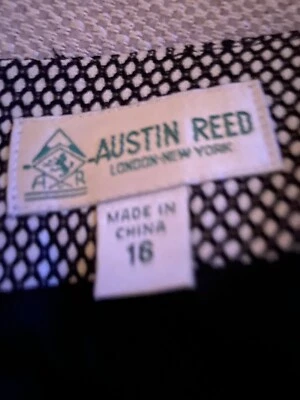 AUSTIN REED
LONDON-NEW YORK
A R
MADE IN
CHINA
16